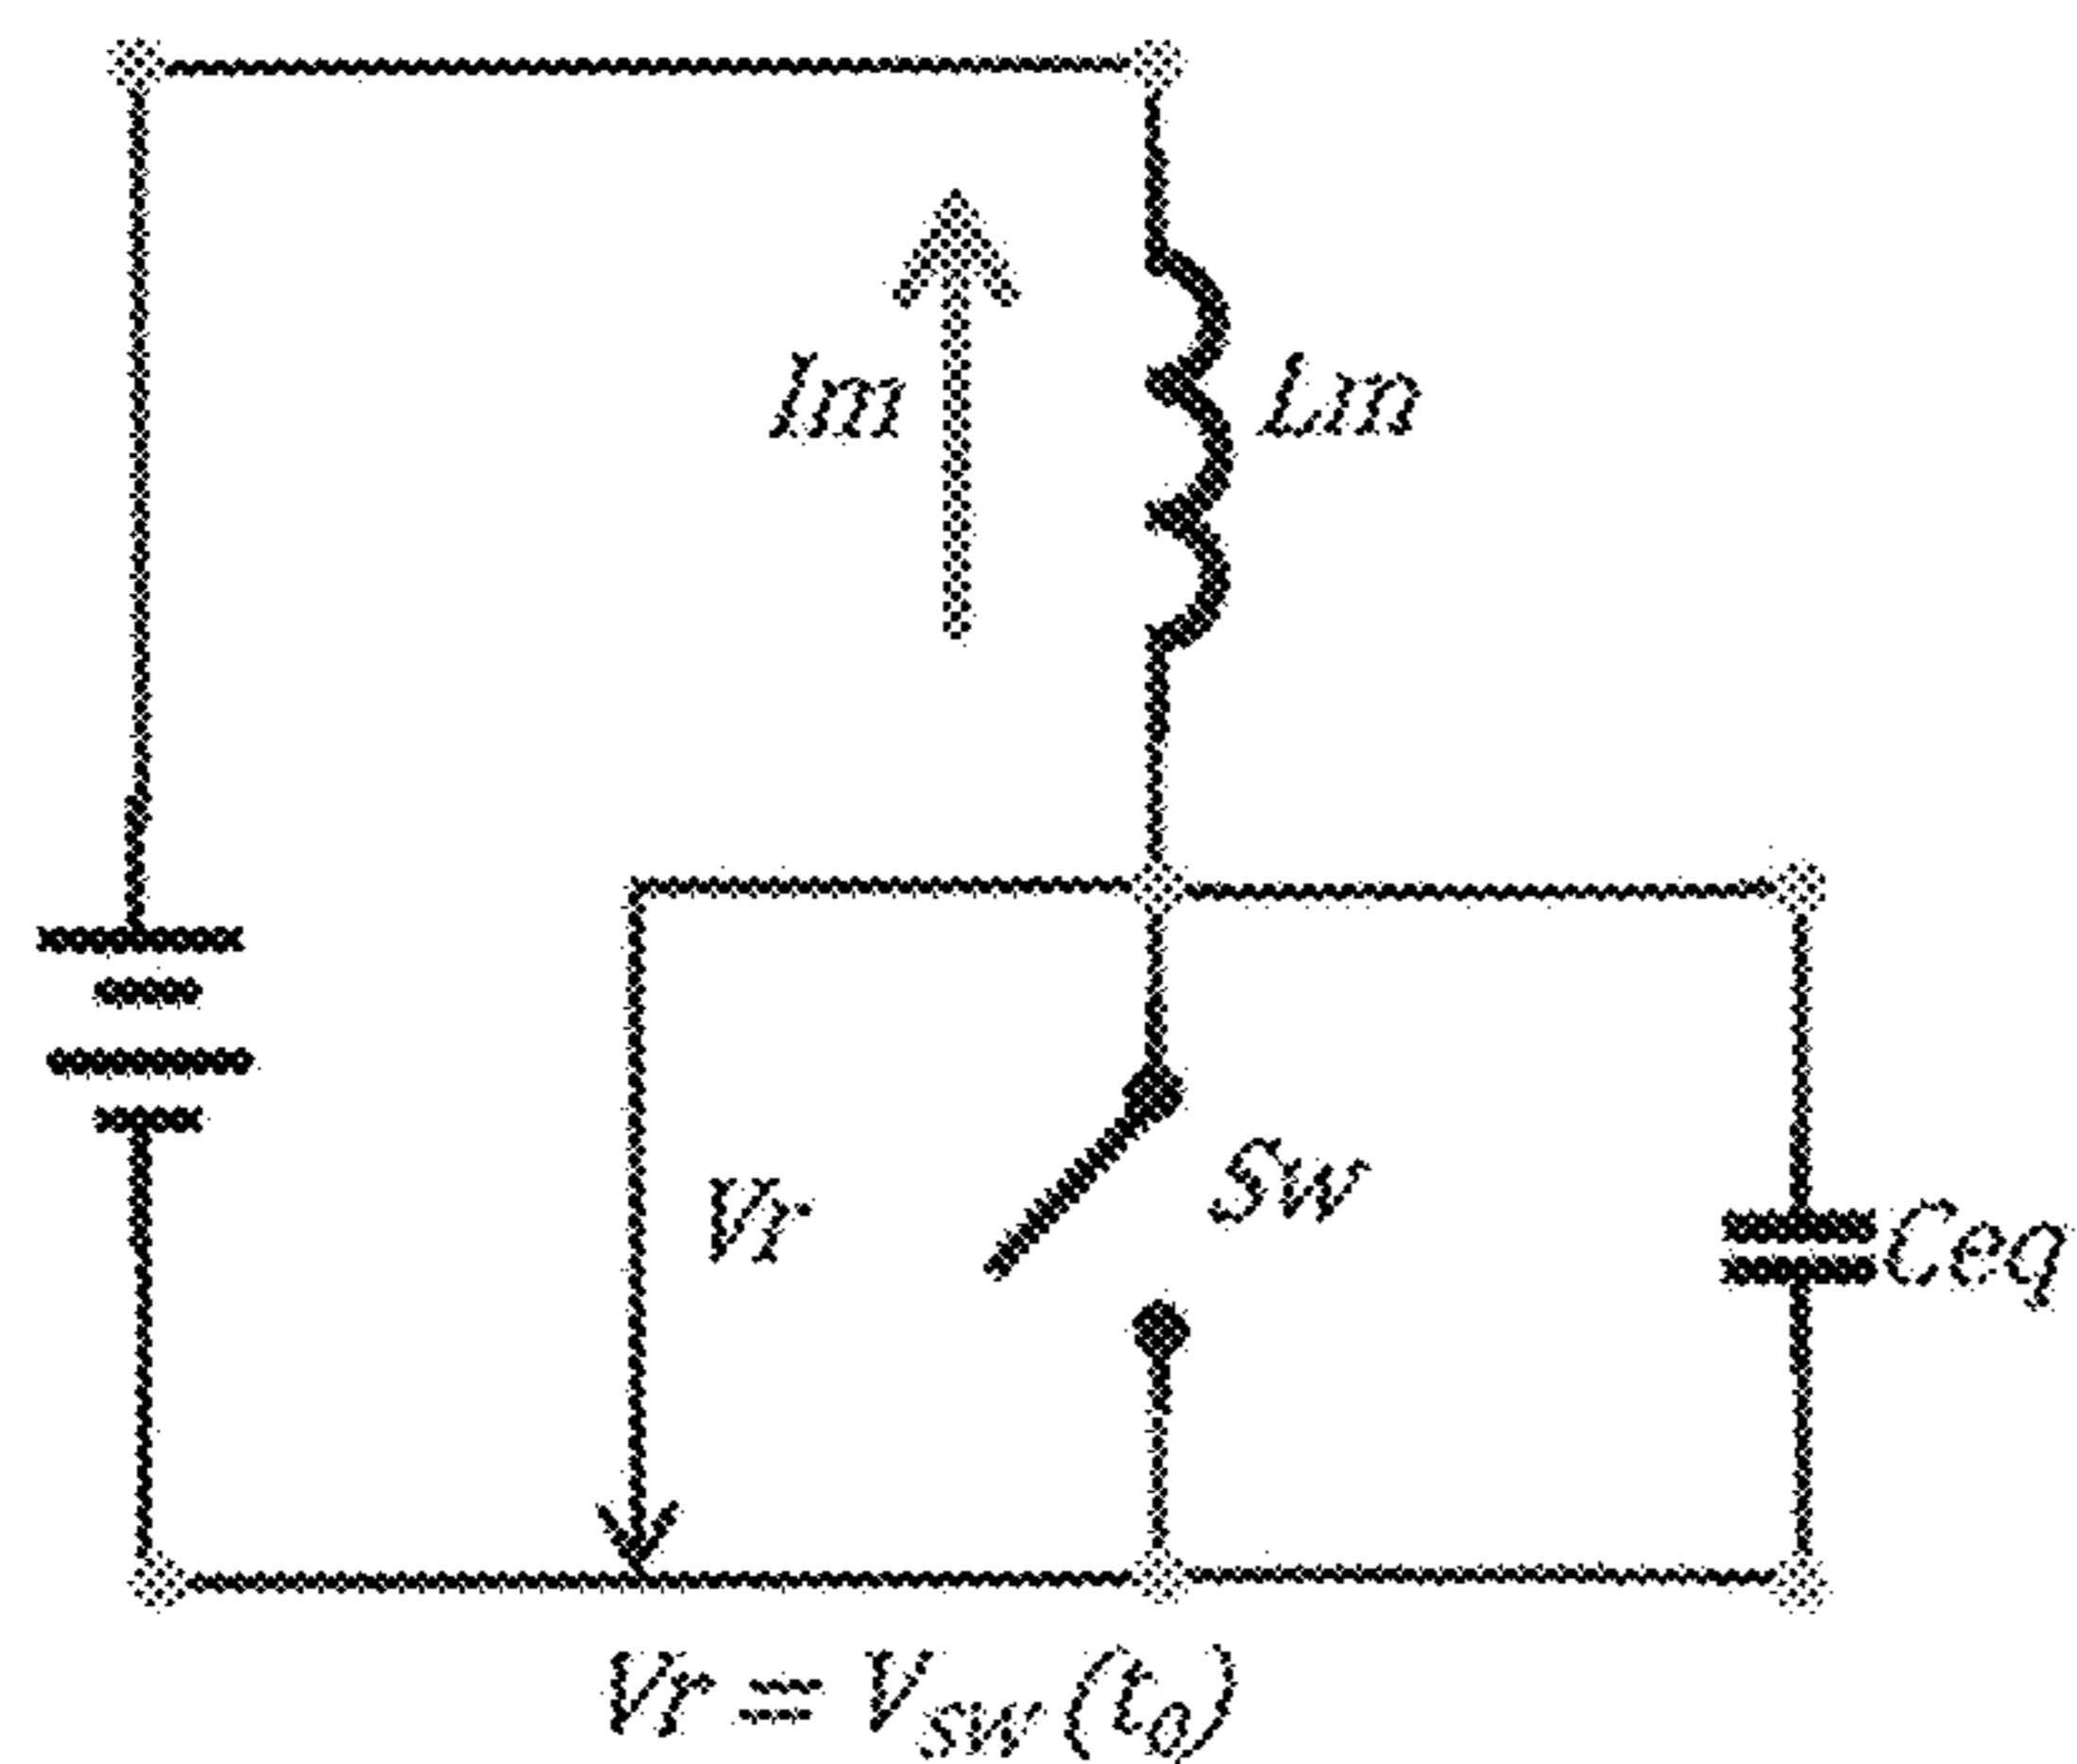 Im
Lm
Vr
Sw
Ceq
Vr = V_SW (t_0)